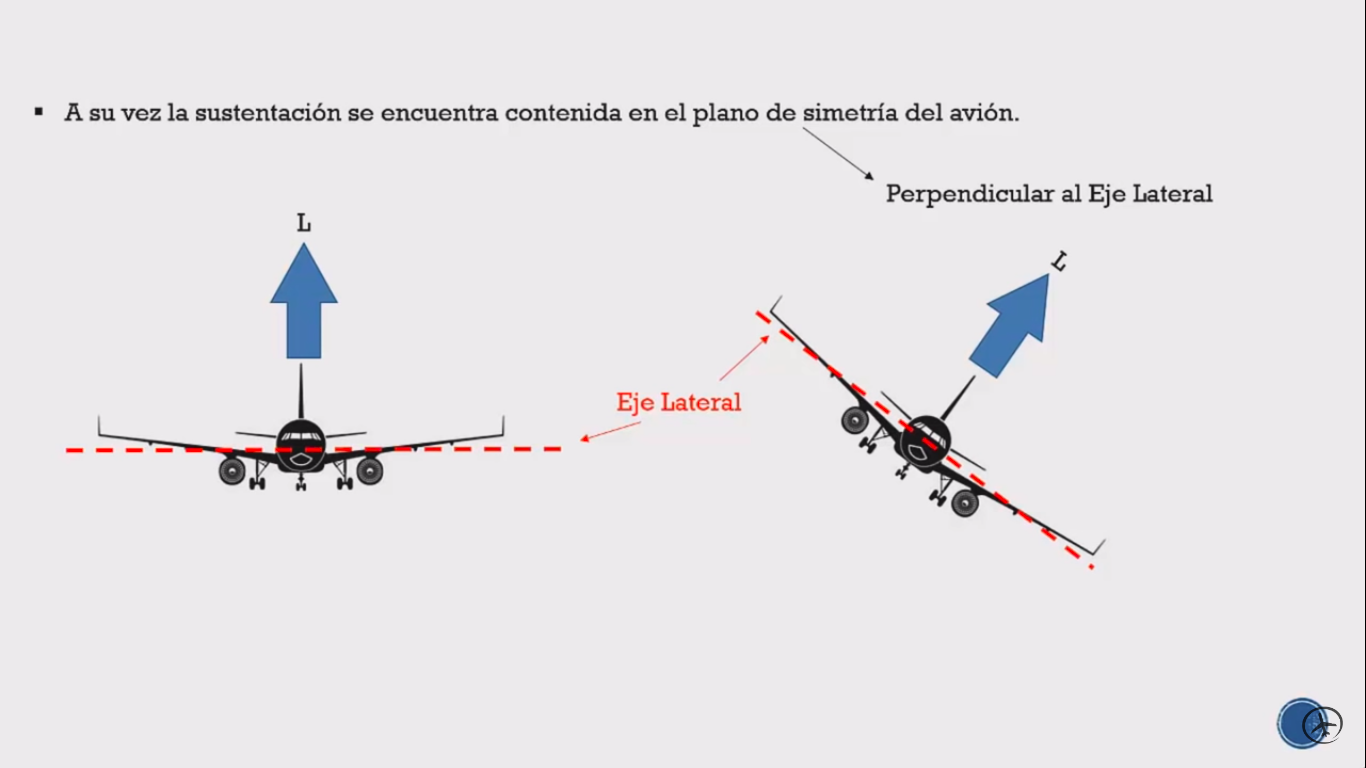 A su vez la sustentación se encuentra contenida en el plano de simetría del avión.
Perpendicular al Eje Lateral
L
L
Eje Lateral